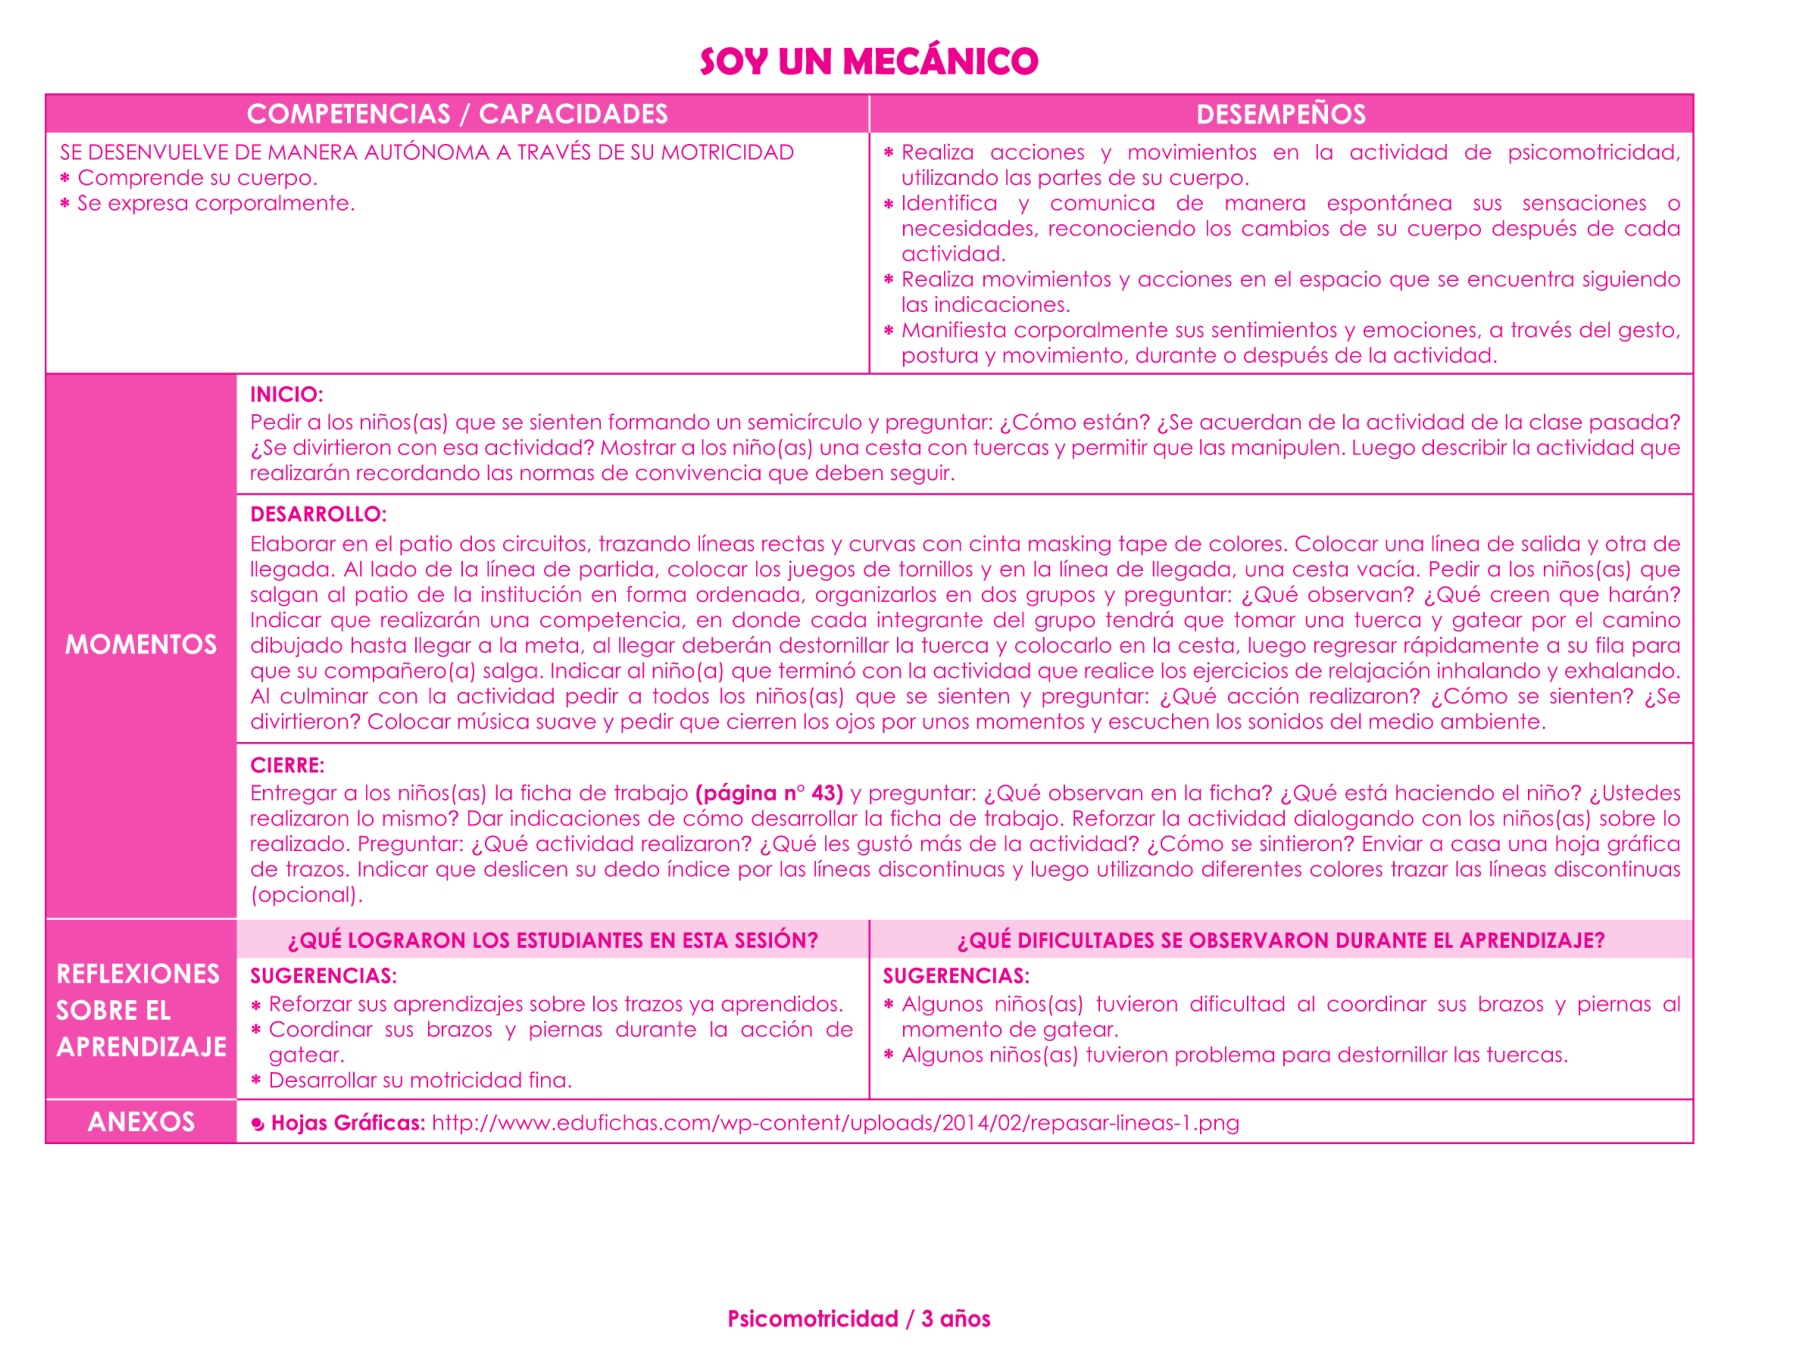 SOY UN MECÁNICO
COMPETENCIAS / CAPACIDADES
DESEMPEÑOS
SE DESENVUELVE DE MANERA AUTÓNOMA A TRAVÉS DE SU MOTRICIDAD
* Comprende su cuerpo.
* Se expresa corporalmente.
* Realiza acciones y movimientos en la actividad de psicomotricidad,
utilizando las partes de su cuerpo.
* Identifica y comunica de manera espontánea sus sensaciones o
necesidades, reconociendo los cambios de su cuerpo después de cada
actividad.
* Realiza movimientos y acciones en el espacio que se encuentra siguiendo
las indicaciones.
* Manifiesta corporalmente sus sentimientos y emociones, a través del gesto,
postura y movimiento, durante o después de la actividad.
MOMENTOS
INICIO:
Pedir a los niños(as) que se sienten formando un semicírculo y preguntar: ¿Cómo están? ¿Se acuerdan de la actividad de la clase pasada?
¿Se divirtieron con esa actividad? Mostrar a los niño(as) una cesta con tuercas y permitir que las manipulen. Luego describir la actividad que
realizarán recordando las normas de convivencia que deben seguir.
DESARROLLO:
Elaborar en el patio dos circuitos, trazando líneas rectas y curvas con cinta masking tape de colores. Colocar una línea de salida y otra de
llegada. Al lado de la línea de partida, colocar los juegos de tornillos y en la línea de llegada, una cesta vacía. Pedir a los niños(as) que
salgan al patio de la institución en forma ordenada, organizarlos en dos grupos y preguntar: ¿Qué observan? ¿Qué creen que harán?
Indicar que realizarán una competencia, en donde cada integrante del grupo tendrá que tomar una tuerca y gatear por el camino
dibujado hasta llegar a la meta, al llegar deberán destornillar la tuerca y colocarlo en la cesta, luego regresar rápidamente a su fila para
que su compañero(a) salga. Indicar al niño(a) que terminó con la actividad que realice los ejercicios de relajación inhalando y exhalando.
Al culminar con la actividad pedir a todos los niños(as) que se sienten y preguntar: ¿Qué acción realizaron? ¿Cómo se sienten? ¿Se
divirtieron? Colocar música suave y pedir que cierren los ojos por unos momentos y escuchen los sonidos del medio ambiente.
CIERRE:
Entregar a los niños(as) la ficha de trabajo (página n° 43) y preguntar: ¿Qué observan en la ficha? ¿Qué está haciendo el niño? ¿Ustedes
realizaron lo mismo? Dar indicaciones de cómo desarrollar la ficha de trabajo. Reforzar la actividad dialogando con los niños(as) sobre lo
realizado. Preguntar: ¿Qué actividad realizaron? ¿Qué les gustó más de la actividad? ¿Cómo se sintieron? Enviar a casa una hoja gráfica
de trazos. Indicar que deslicen su dedo índice por las líneas discontinuas y luego utilizando diferentes colores trazar las líneas discontinuas
(opcional).
REFLEXIONES
SOBRE EL
APRENDIZAJE
¿QUÉ LOGRARON LOS ESTUDIANTES EN ESTA SESIÓN?
SUGERENCIAS:
* Reforzar sus aprendizajes sobre los trazos ya aprendidos.
* Coordinar sus brazos y piernas durante la acción de
gatear.
* Desarrollar su motricidad fina.
¿QUÉ DIFICULTADES SE OBSERVARON DURANTE EL APRENDIZAJE?
SUGERENCIAS:
* Algunos niños(as) tuvieron dificultad al coordinar sus brazos y piernas al
momento de gatear.
* Algunos niños(as) tuvieron problema para destornillar las tuercas.
ANEXOS
Hojas Gráficas: http://www.edufichas.com/wp-content/uploads/2014/02/repasar-lineas-1.png
Psicomotricidad / 3 años